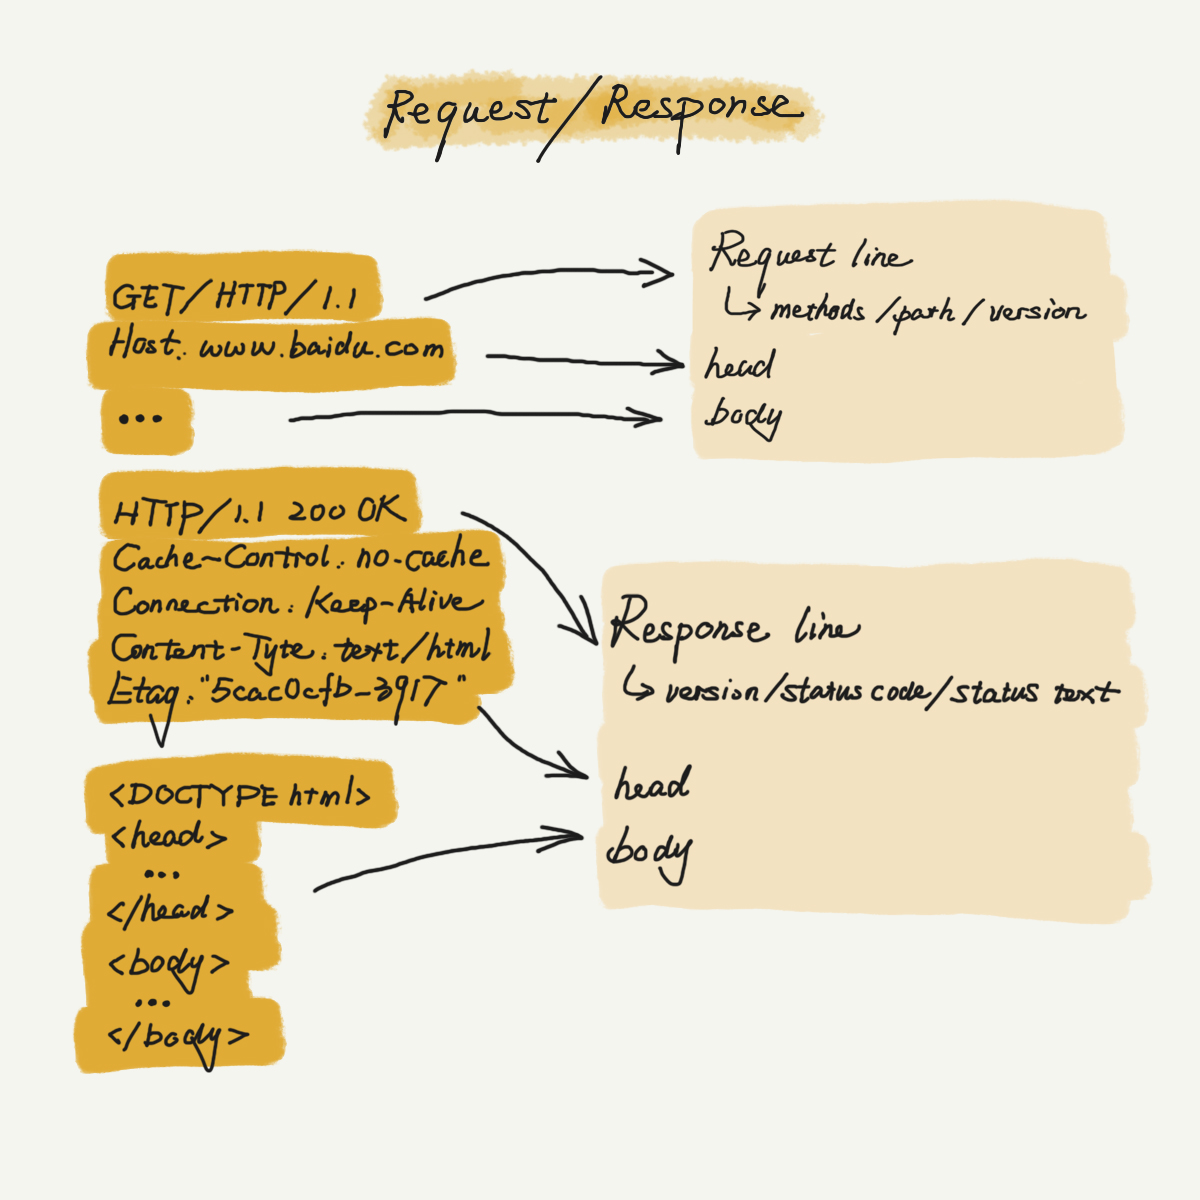 Request/Response
GET/HTTP/1.1
Host: www.baidu.com
...
Request line
methods/path/version
head
body
HTTP/1.1 200 OK
Cache-Control: no-cache
Connection: Keep-Alive
Content-Tyte: text/html
Etag: "5cac0cfb-3917"
<DOCTYPE html>
<head>
...
</head>
<body>
...
</body>
Response line
version/status code/status text
head
body